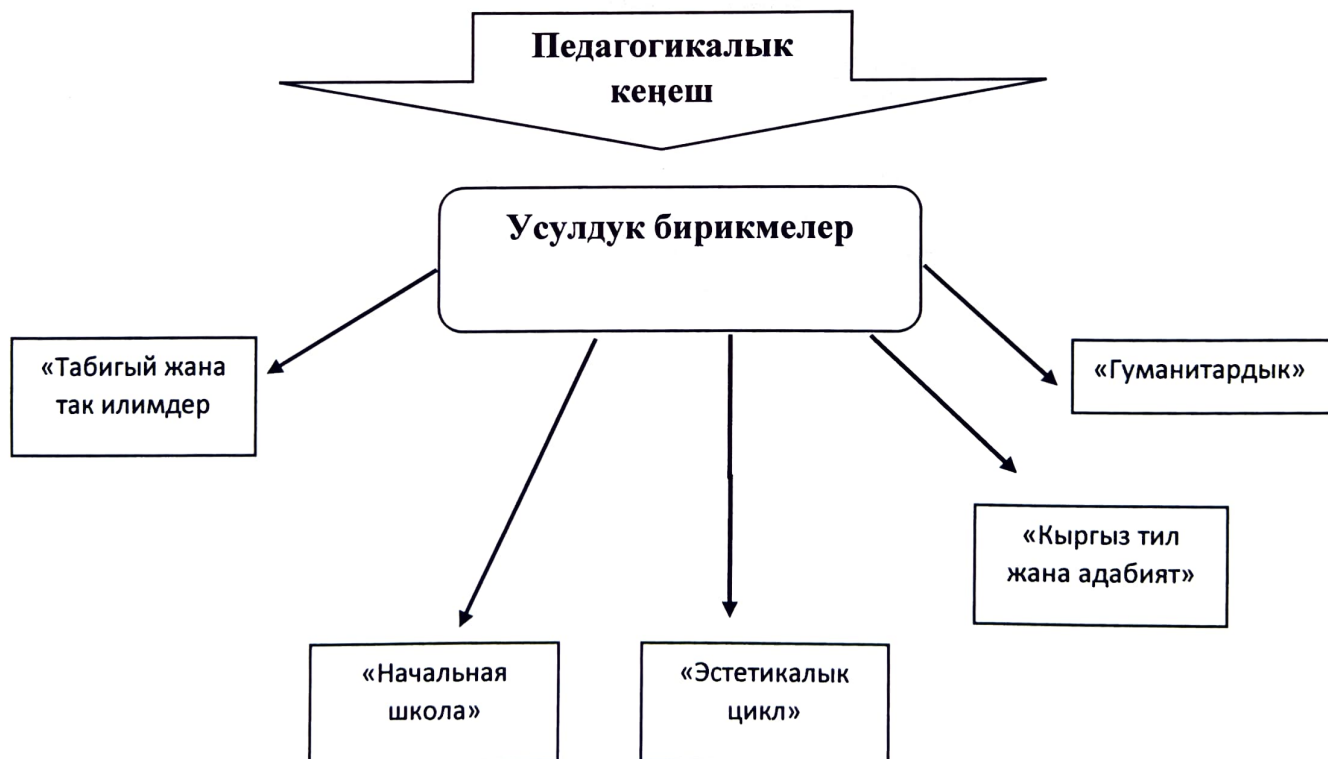 Педагогикалык
кеңеш
Усулдук бирикмелер
«Табигый жана
так илимдер
«Гуманитардык»
«Кыргыз тил
жана адабият»
«Начальная
школа»
«Эстетикалык
цикл»